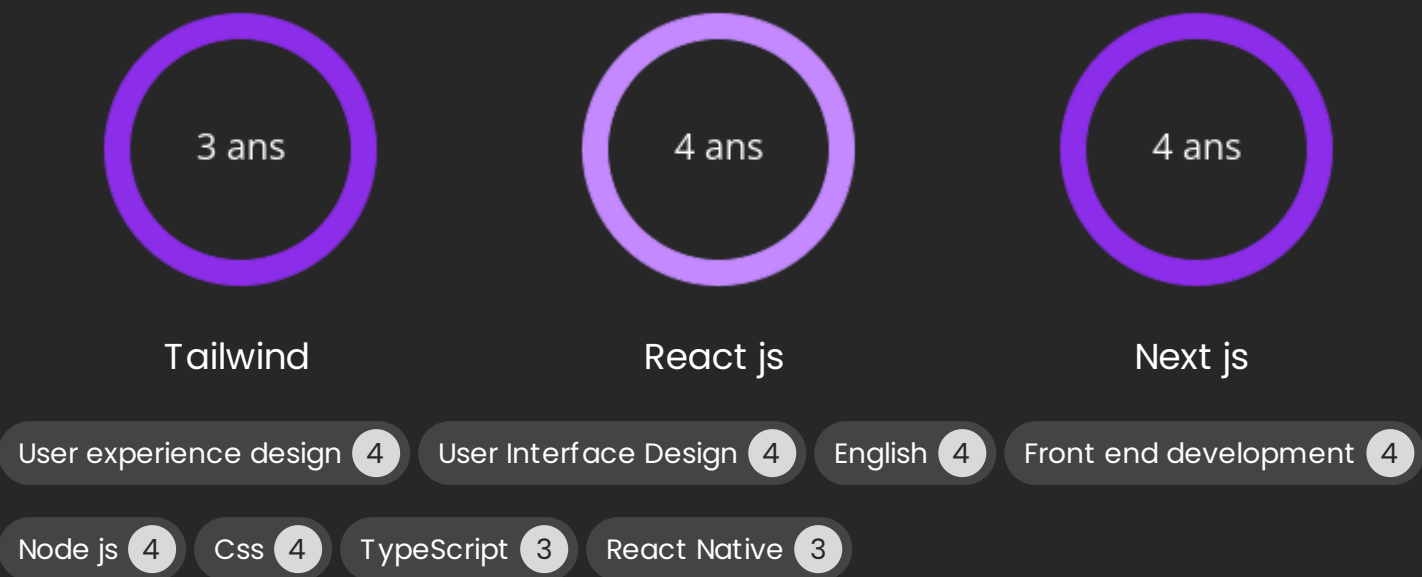 3 ans 4 ans 4 ans
Tailwind React js Next js
User experience design 4 User Interface Design 4 English 4 Front end development 4
Node js 4 Css 4 TypeScript 3 React Native 3